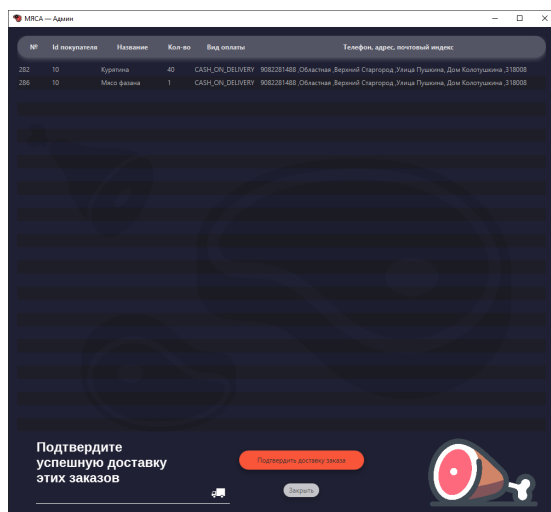 МЯСА — Админ
№ Id покупателя Название Кол-во Вид оплаты Телефон, адрес, почтовый индекс
282 10 Курятина 40 CASH_ON_DELIVERY 9082281488 ,Областная ,Верхний Старгород ,Улица Пушкина, Дом Колотушкина ,318008
286 10 Мясо фазана 1 CASH_ON_DELIVERY 9082281488 ,Областная ,Верхний Старгород ,Улица Пушкина, Дом Колотушкина ,318008
Подтвердите
успешную доставку
этих заказов
Подтвердить доставку заказа
Закрыть